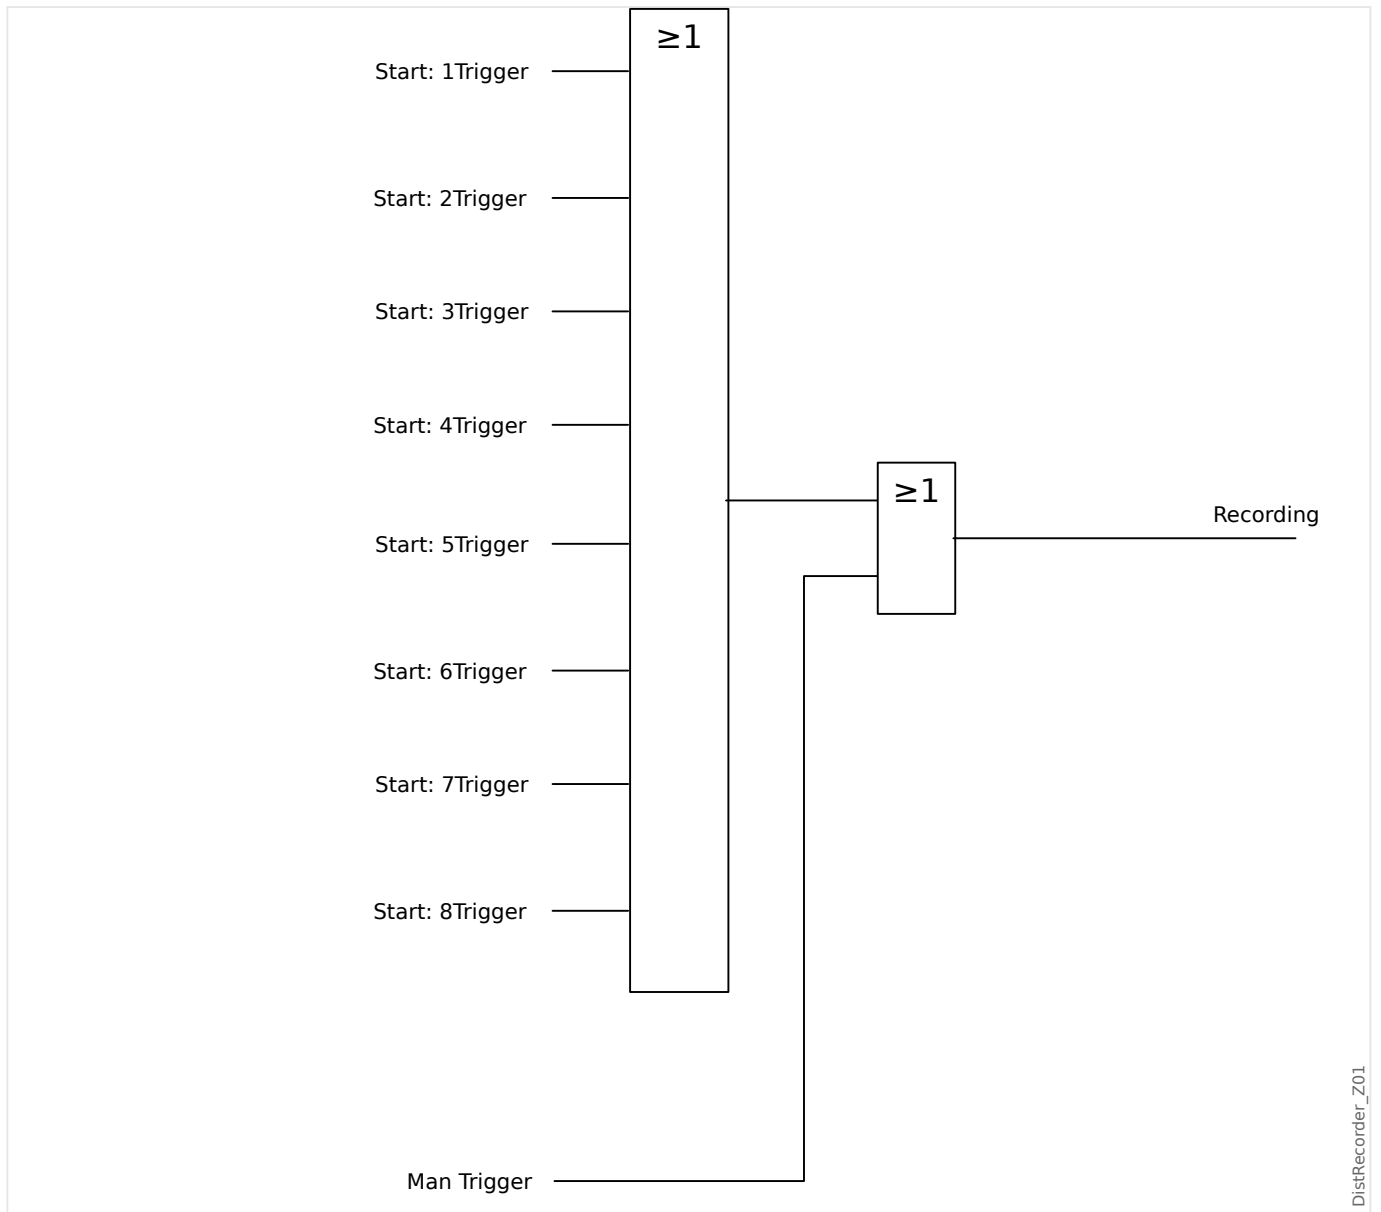 ≥1
Start: 1Trigger
Start: 2Trigger
Start: 3Trigger
Start: 4Trigger
≥1
Recording
Start: 5Trigger
Start: 6Trigger
Start: 7Trigger
Start: 8Trigger
Man Trigger
DistRecorder_Z01